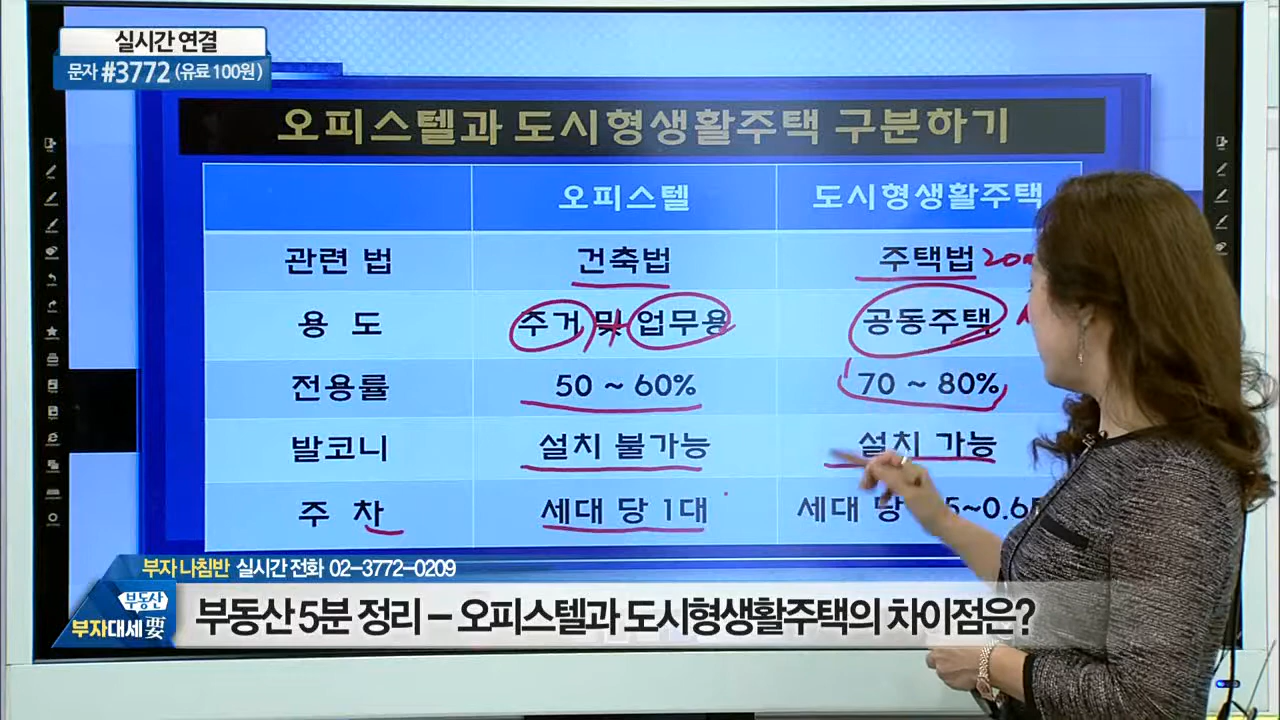 실시간 연결
문자 #3772 (유료 100원)
오피스텔과 도시형생활주택 구분하기
오피스텔 도시형생활주택
관련 법 건축법 주택법
용 도 주거 및 업무용 공동주택
전용률 50 ~ 60% 70 ~ 80%
발코니 설치 불가능 설치 가능
주 차 세대 당 1대 세대 당
부자 나침반 실시간 전화 02-3772-0209
부동산
부자대세 要
부동산 5분 정리 – 오피스텔과 도시형생활주택의 차이점은?